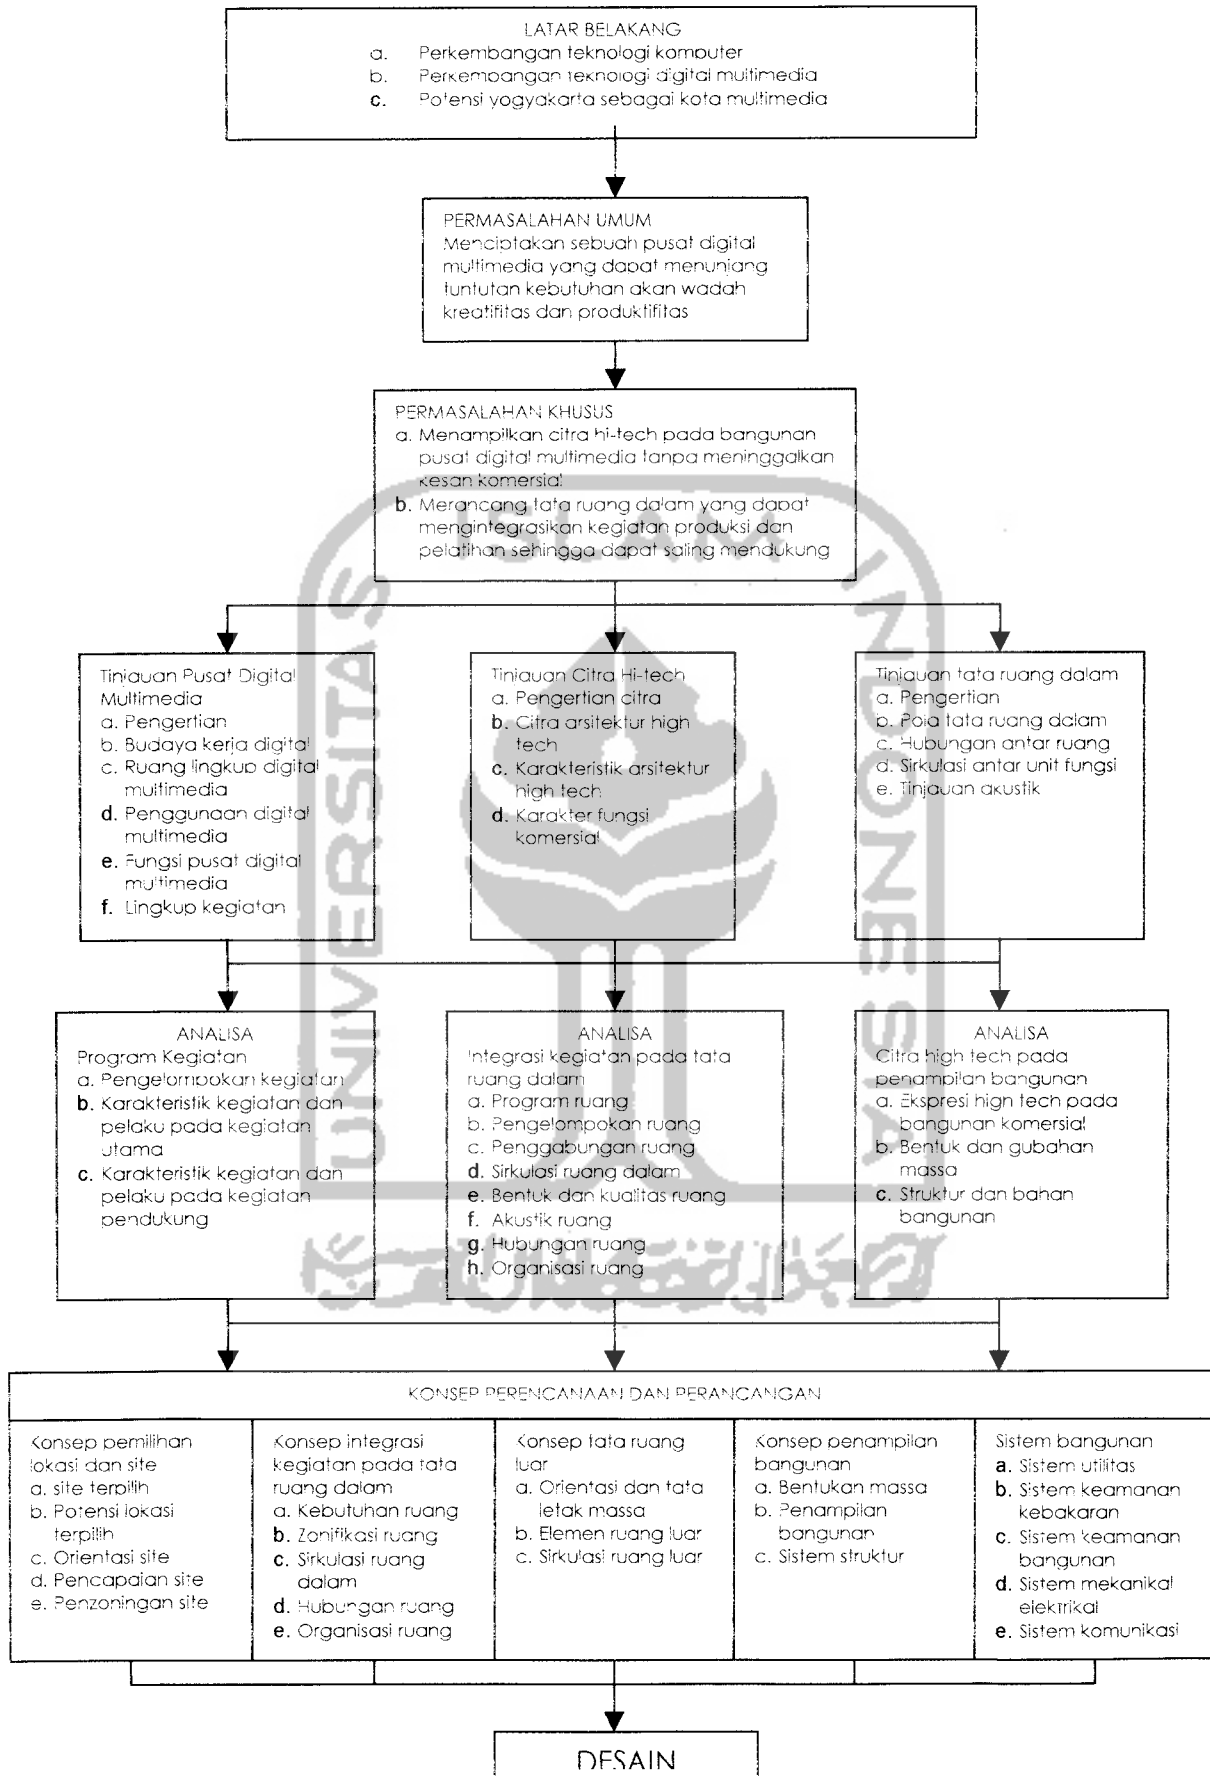 LATAR BELAKANG
a. Perkembangan teknologi komputer
b. Perkembangan teknologi digital multimedia
c. Potensi yogyakarta sebagai kota multimedia
PERMASALAHAN UMUM
Menciptakan sebuah pusat digital
multimedia yang dapat menunjang
tuntutan kebutuhan akan wadah
kreatifitas dan produktifitas
PERMASALAHAN KHUSUS
a. Menampilkan citra hi-tech pada bangunan
pusat digital multimedia tanpa meninggalkan
kesan komersial
b. Merancang tata ruang dalam yang dapat
mengintegrasikan kegiatan produksi dan
pelatihan sehingga dapat saling mendukung
Tinjauan Pusat Digital
Multimedia
a. Pengertian
b. Budaya kerja digital
c. Ruang lingkup digital
multimedia
d. Penggunaan digital
multimedia
e. Fungsi pusat digital
multimedia
f. Lingkup kegiatan
Tinjauan Citra Hi-tech
a. Pengertian citra
b. Citra arsitektur high
tech
c. Karakteristik arsitektur
high tech
d. Karakter fungsi
komersial
Tinjauan tata ruang dalam
a. Pengertian
b. Pola tata ruang dalam
c. Hubungan antar ruang
d. Sirkulasi antar unit fungsi
e. Tinjauan akustik
ANALISA
Program Kegiatan
a. Pengelompokan kegiatan
b. Karakteristik kegiatan dan
pelaku pada kegiatan
utama
c. Karakteristik kegiatan dan
pelaku pada kegiatan
pendukung
ANALISA
Integrasi kegiatan pada tata
ruang dalam
a. Program ruang
b. Pengelompokan ruang
c. Penggabungan ruang
d. Sirkulasi ruang dalam
e. Bentuk dan kualitas ruang
f. Akustik ruang
g. Hubungan ruang
h. Organisasi ruang
ANALISA
Citra high tech pada
penampilan bangunan
a. Ekspresi high tech pada
bangunan komersial
b. Bentuk dan gubahan
massa
c. Struktur dan bahan
bangunan
KONSEP PERENCANAAN DAN PERANCANGAN
Konsep pemilihan
lokasi dan site
a. site terpilih
b. Potensi lokasi
terpilih
c. Orientasi site
d. Pencapaian site
e. Penzoningan site
Konsep integrasi
kegiatan pada tata
ruang dalam
a. Kebutuhan ruang
b. Zonifikasi ruang
c. Sirkulasi ruang
dalam
d. Hubungan ruang
e. Organisasi ruang
Konsep tata ruang
luar
a. Orientasi dan tata
letak massa
b. Elemen ruang luar
c. Sirkulasi ruang luar
Konsep penampilan
bangunan
a. Bentukan massa
b. Penampilan
bangunan
c. Sistem struktur
Sistem bangunan
a. Sistem utilitas
b. Sistem keamanan
kebakaran
c. Sistem keamanan
bangunan
d. Sistem mekanikal
elektrikal
e. Sistem komunikasi
DESAIN
UNIVERSITAS
ISLAM
INDONESIA